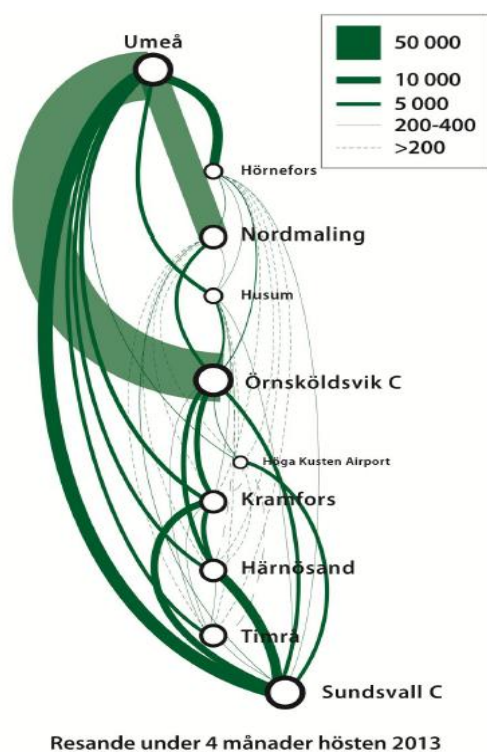 Umeå
50 000
10 000
5 000
200-400
>200
Hörnefors
Nordmaling
Husum
Örnsköldsvik C
Höga Kusten Airport
Kramfors
Härnösand
Timrå
Sundsvall C
Resande under 4 månader hösten 2013